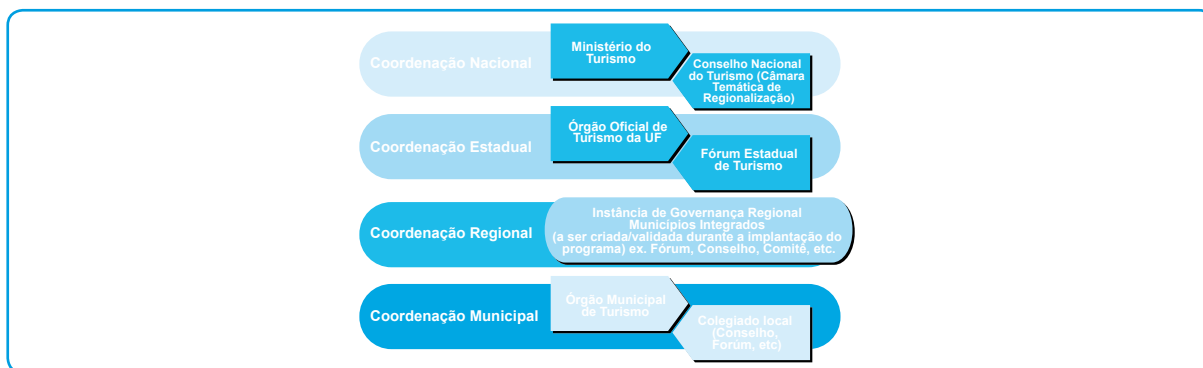 Coordenação Nacional
Ministério do
Turismo
Conselho Nacional
do Turismo (Câmara
Temática de
Regionalização)
Coordenação Estadual
Órgão Oficial de
Turismo da UF
Fórum Estadual
de Turismo
Coordenação Regional
Instância de Governança Regional
Municípios Integrados
(a ser criada/validada durante a implantação do
programa) ex. Fórum, Conselho, Comitê, etc.
Coordenação Municipal
Órgão Municipal
de Turismo
Colegiado local
(Conselho,
Forúm, etc)